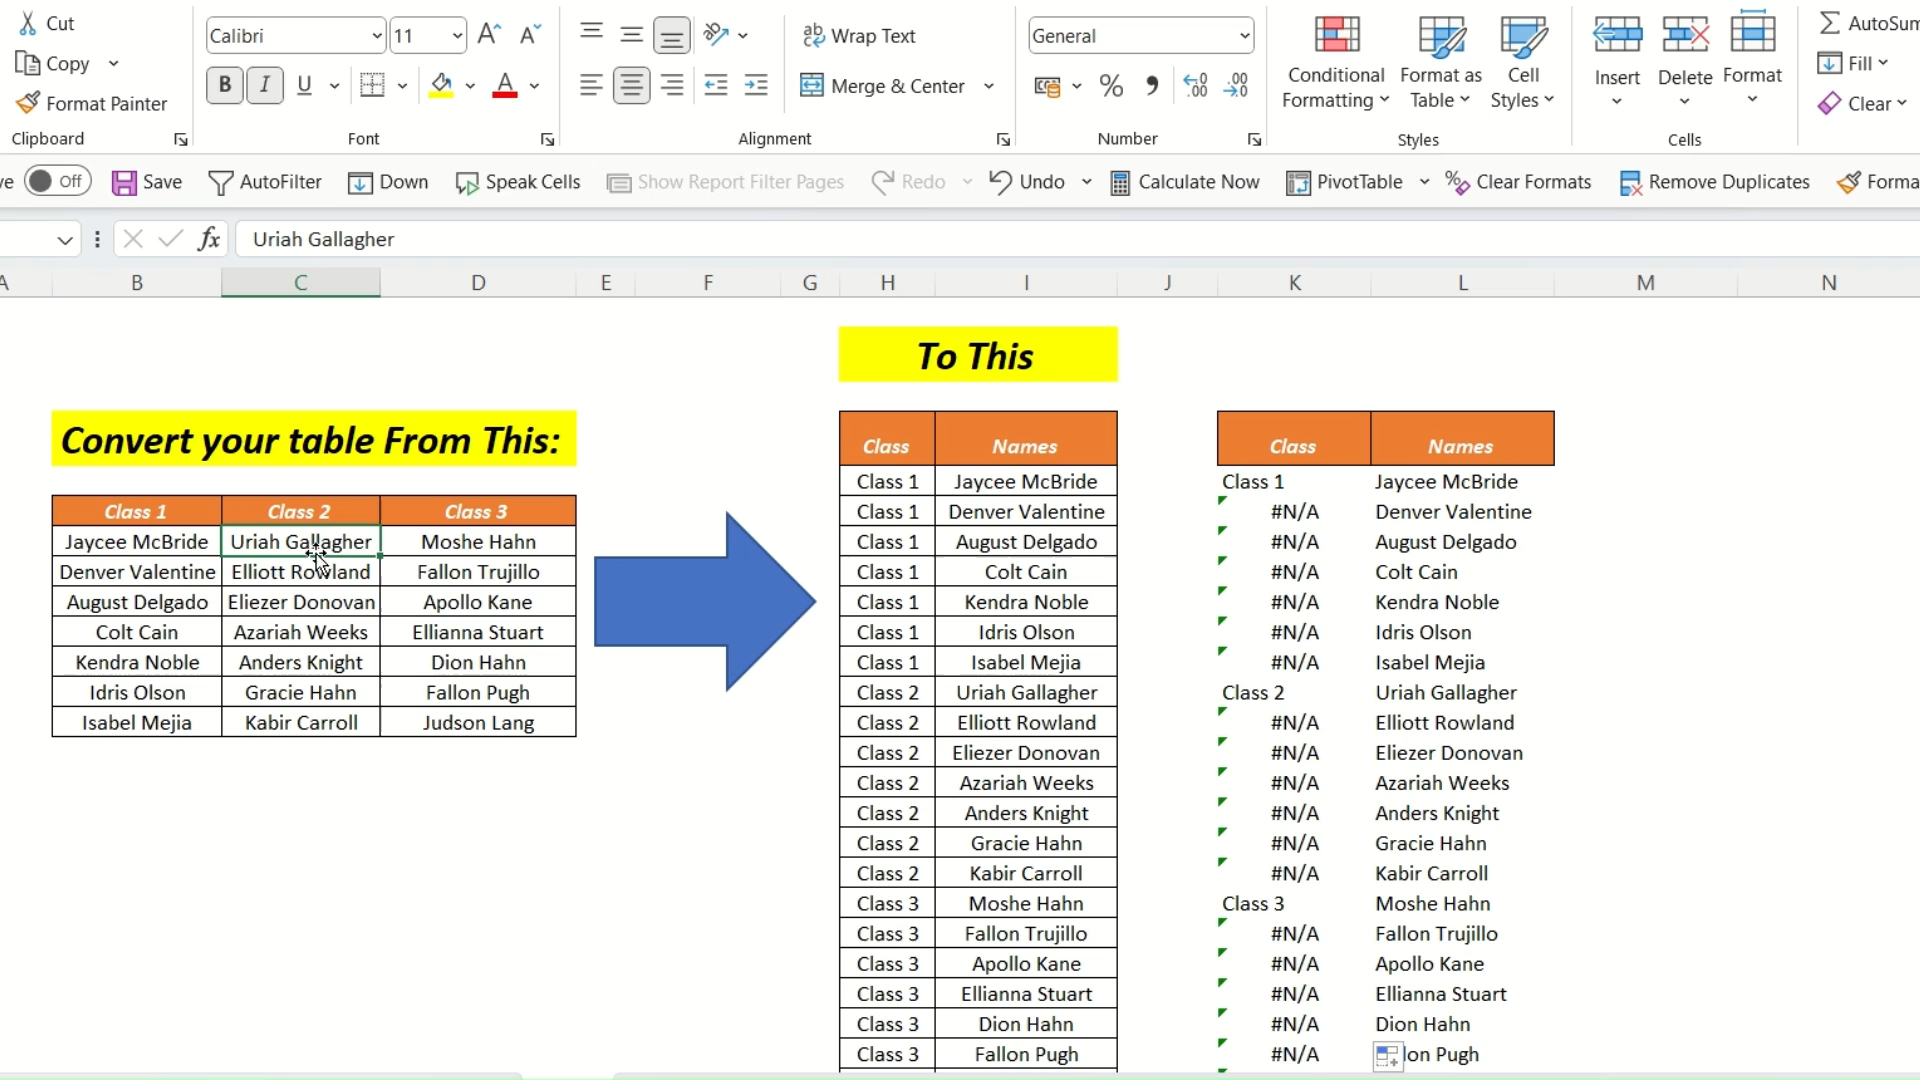 Cut
Copy
Format Painter
Clipboard
Calibri 11 A A
B I U A
Font
ab Wrap Text
Merge & Center
Alignment
General
% 9 .00 .00
Number
Conditional Formatting
Format as Table
Cell Styles
Styles
Insert Delete Format
Cells
AutoSum
Fill
Clear
ve Off Save AutoFilter Down Speak Cells Show Report Filter Pages Redo Undo Calculate Now PivotTable Clear Formats Remove Duplicates Forma
fx Uriah Gallagher
A B C D E F G H I J K L M N
To This
Convert your table From This:
Class 1 Class 2 Class 3
Jaycee McBride Uriah Gallagher Moshe Hahn
Denver Valentine Elliott Rowland Fallon Trujillo
August Delgado Eliezer Donovan Apollo Kane
Colt Cain Azariah Weeks Ellianna Stuart
Kendra Noble Anders Knight Dion Hahn
Idris Olson Gracie Hahn Fallon Pugh
Isabel Mejia Kabir Carroll Judson Lang
Class Names
Class 1 Jaycee McBride
Class 1 Denver Valentine
Class 1 August Delgado
Class 1 Colt Cain
Class 1 Kendra Noble
Class 1 Idris Olson
Class 1 Isabel Mejia
Class 2 Uriah Gallagher
Class 2 Elliott Rowland
Class 2 Eliezer Donovan
Class 2 Azariah Weeks
Class 2 Anders Knight
Class 2 Gracie Hahn
Class 2 Kabir Carroll
Class 3 Moshe Hahn
Class 3 Fallon Trujillo
Class 3 Apollo Kane
Class 3 Ellianna Stuart
Class 3 Dion Hahn
Class 3 Fallon Pugh
Class Names
Class 1 Jaycee McBride
#N/A Denver Valentine
#N/A August Delgado
#N/A Colt Cain
#N/A Kendra Noble
#N/A Idris Olson
#N/A Isabel Mejia
Class 2 Uriah Gallagher
#N/A Elliott Rowland
#N/A Eliezer Donovan
#N/A Azariah Weeks
#N/A Anders Knight
#N/A Gracie Hahn
#N/A Kabir Carroll
Class 3 Moshe Hahn
#N/A Fallon Trujillo
#N/A Apollo Kane
#N/A Ellianna Stuart
#N/A Dion Hahn
#N/A lon Pugh